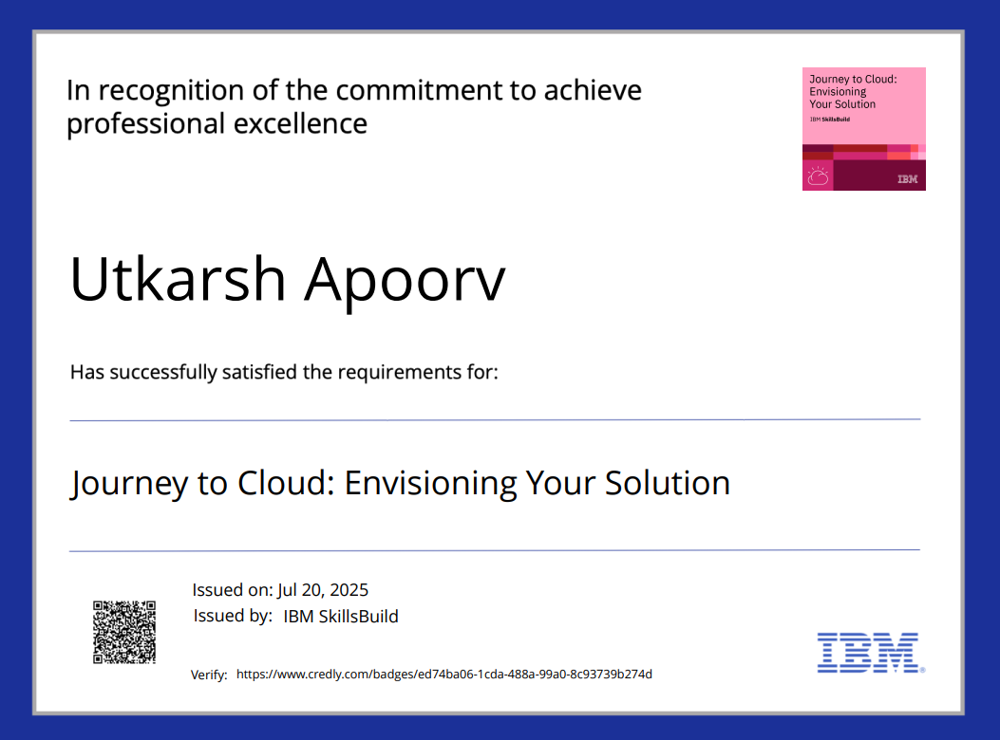 In recognition of the commitment to achieve
professional excellence
Journey to Cloud:
Envisioning
Your Solution
IBM SkillsBuild
IBM
Utkarsh Apoorv
Has successfully satisfied the requirements for:
Journey to Cloud: Envisioning Your Solution
Issued on: Jul 20, 2025
Issued by: IBM SkillsBuild
Verify: https://www.credly.com/badges/ed74ba06-1cda-488a-99a0-8c93739b274d
IBM®